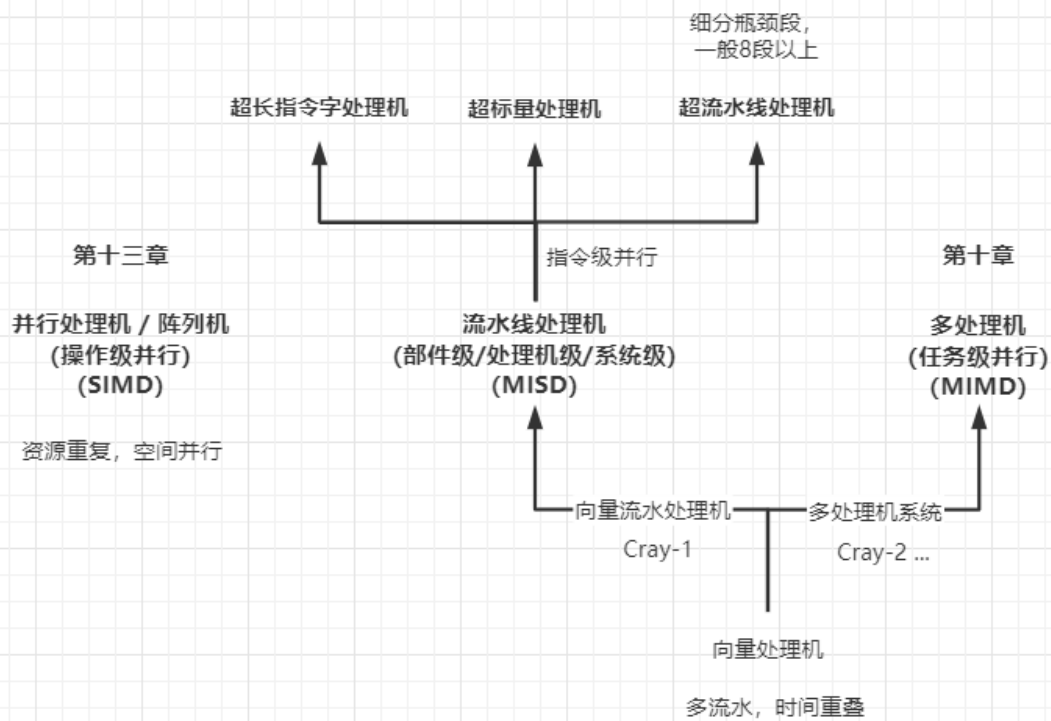 细分瓶颈段，
一般8段以上
超长指令字处理机
超标量处理机
超流水线处理机
指令级并行
第十三章
第十章
并行处理机 / 阵列机
(操作级并行)
(SIMD)
流水线处理机
(部件级/处理机级/系统级)
(MISD)
多处理机
(任务级并行)
(MIMD)
资源重复，空间并行
向量流水处理机
多处理机系统
Cray-1
Cray-2 ...
向量处理机
多流水，时间重叠